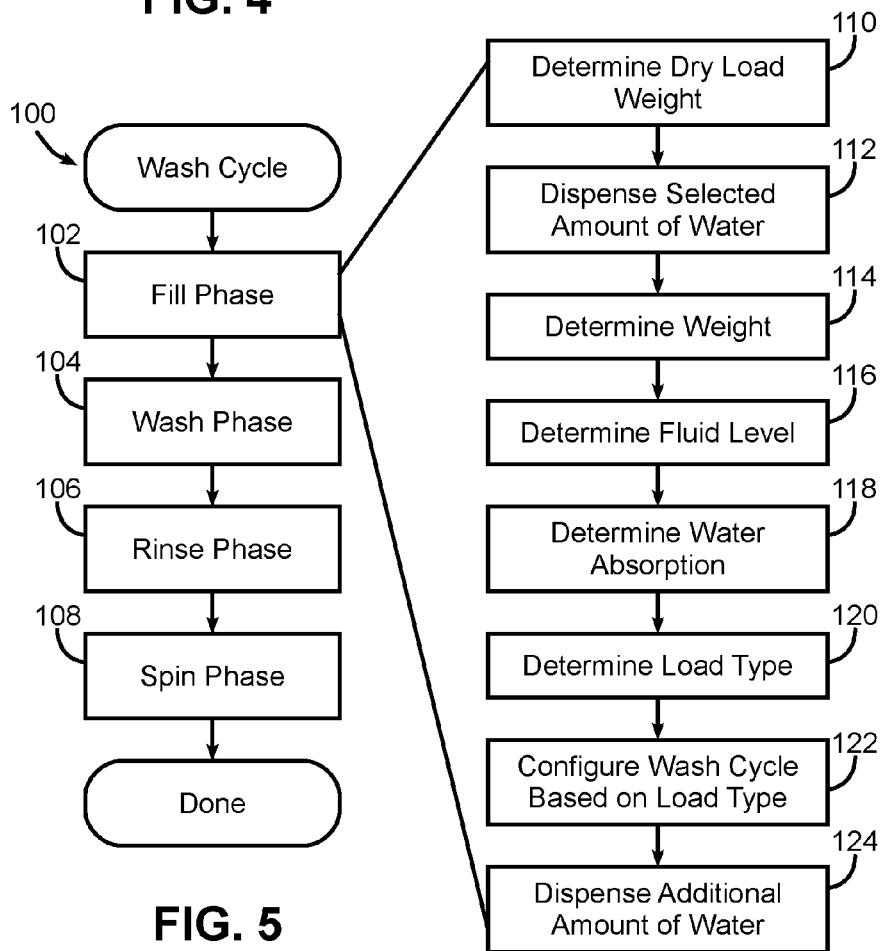 FIG. 4
100
Wash Cycle
102
Fill Phase
104
Wash Phase
106
Rinse Phase
108
Spin Phase
Done
FIG. 5
110
Determine Dry Load
Weight
112
Dispense Selected
Amount of Water
114
Determine Weight
116
Determine Fluid Level
118
Determine Water
Absorption
120
Determine Load Type
122
Configure Wash Cycle
Based on Load Type
124
Dispense Additional
Amount of Water